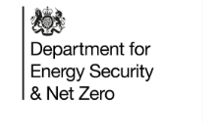 Department for
Energy Security
& Net Zero